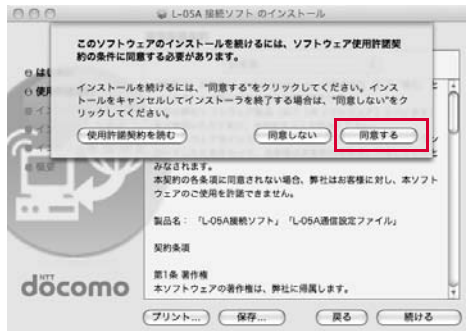 L-05A 接続ソフト のインストール
このソフトウェアのインストールを続けるには、ソフトウェア使用許諾契
約の条件に同意する必要があります。
インストールを続けるには、"同意する"をクリックしてください。インス
トールをキャンセルしてインストーラを終了する場合は、"同意しない"をク
リックしてください。
使用許諾契約を読む
同意しない
同意する
はじ
使用
イン
概要
みなされます。
本契約の各条項に同意されない場合、弊社はお客様に対し、本ソフト
ウェアのご使用を許諾できません。
製品名： 「L-05A接続ソフト」「L-05A通信設定ファイル」
契約条項
第1条 著作権
本ソフトウェアの著作権は、弊社に帰属します。
NTT
döcomo
プリント...
保存...
戻る
続ける